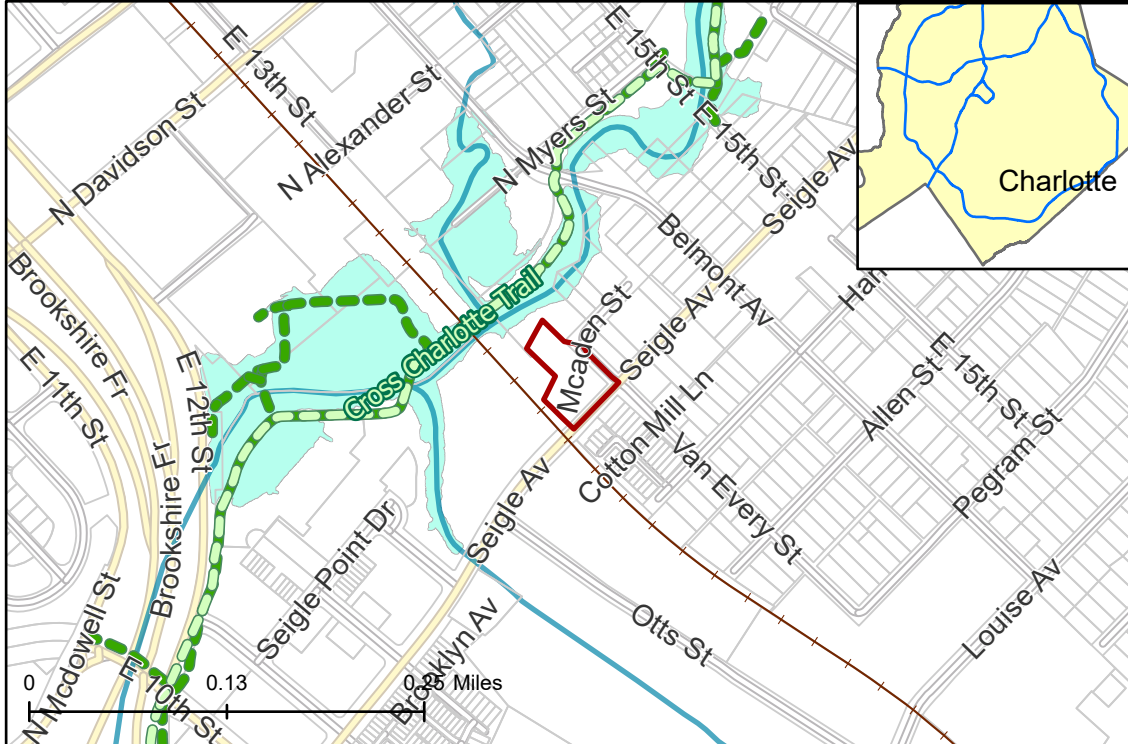 E 13th St
E 15th St
N Alexander St
N Davidson St
N Myers St
E 15th St
Seigle Av
Charlotte
Belmont Av
Brookshire Fr
Cross Charlotte Trail
Mcaden St
Seigle Av
E 11th St
E 12th St
Cotton Mill Ln
Allen St
E 15th St
Pegram St
Van Every St
Brookshire Fr
Seigle Av
Seigle Point Dr
Otts St
Louise Av
N Mcdowell St
E 10th St
Brooklyn Av
0 0.13 0.25 Miles